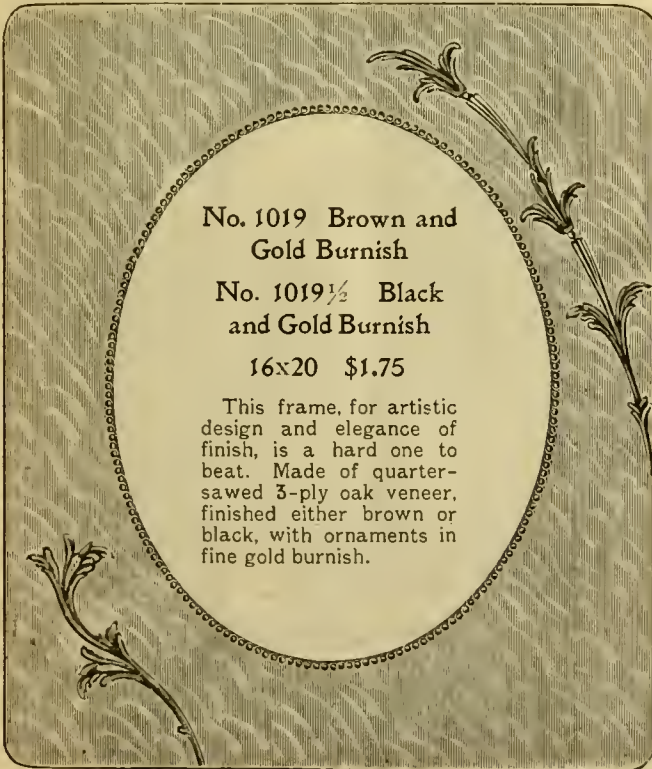 No. 1019 Brown and
Gold Burnish
No. 1019½ Black
and Gold Burnish
16x20 $1.75
This frame, for artistic
design and elegance of
finish, is a hard one to
beat. Made of quarter-
sawed 3-ply oak veneer,
finished either brown or
black, with ornaments in
fine gold burnish.